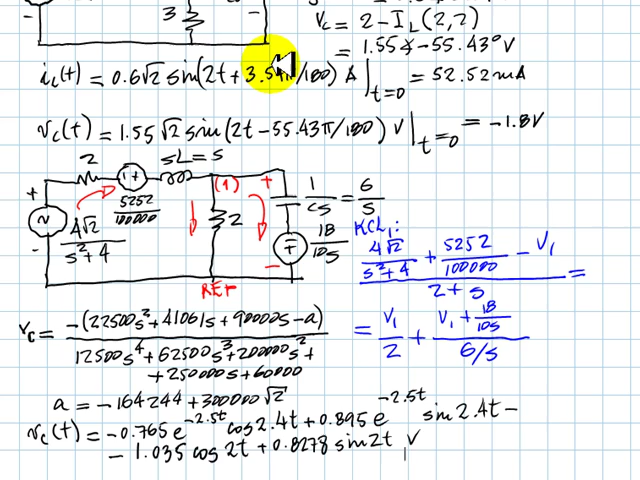 3
v_C = 2 - I_L(2,2)
= 1.55∡-55.43° V
i_C(t) = 0.6√2 sin(2t + 3.54π/180) A |t=0 = 52.52mA
v_C(t) = 1.55√2 sin(2t - 55.43π/180) V |t=0 = -1.8V
2 sL = s
+ - + 5252/100000 (1) + 1/cs = 6/s
4√2/(s²+4) 2 18/10s
- REF -
KCL1:
(4√2/(s²+4) + 5252/100000 - V1)/(2+s) =
= V1/2 + (V1 + 18/10s)/(6/s)
v_C = -(22500s³ + 41061s + 90000s - a)/(12500s⁴ + 62500s³ + 200000s² +
+ 250000s + 60000)
a = -164244 + 300000√2
v_C(t) = -0.765 e^-2.5t cos 2.4t + 0.895 e^-2.5t sin 2.4t -
- 1.035 cos 2t + 0.8278 sin 2t V